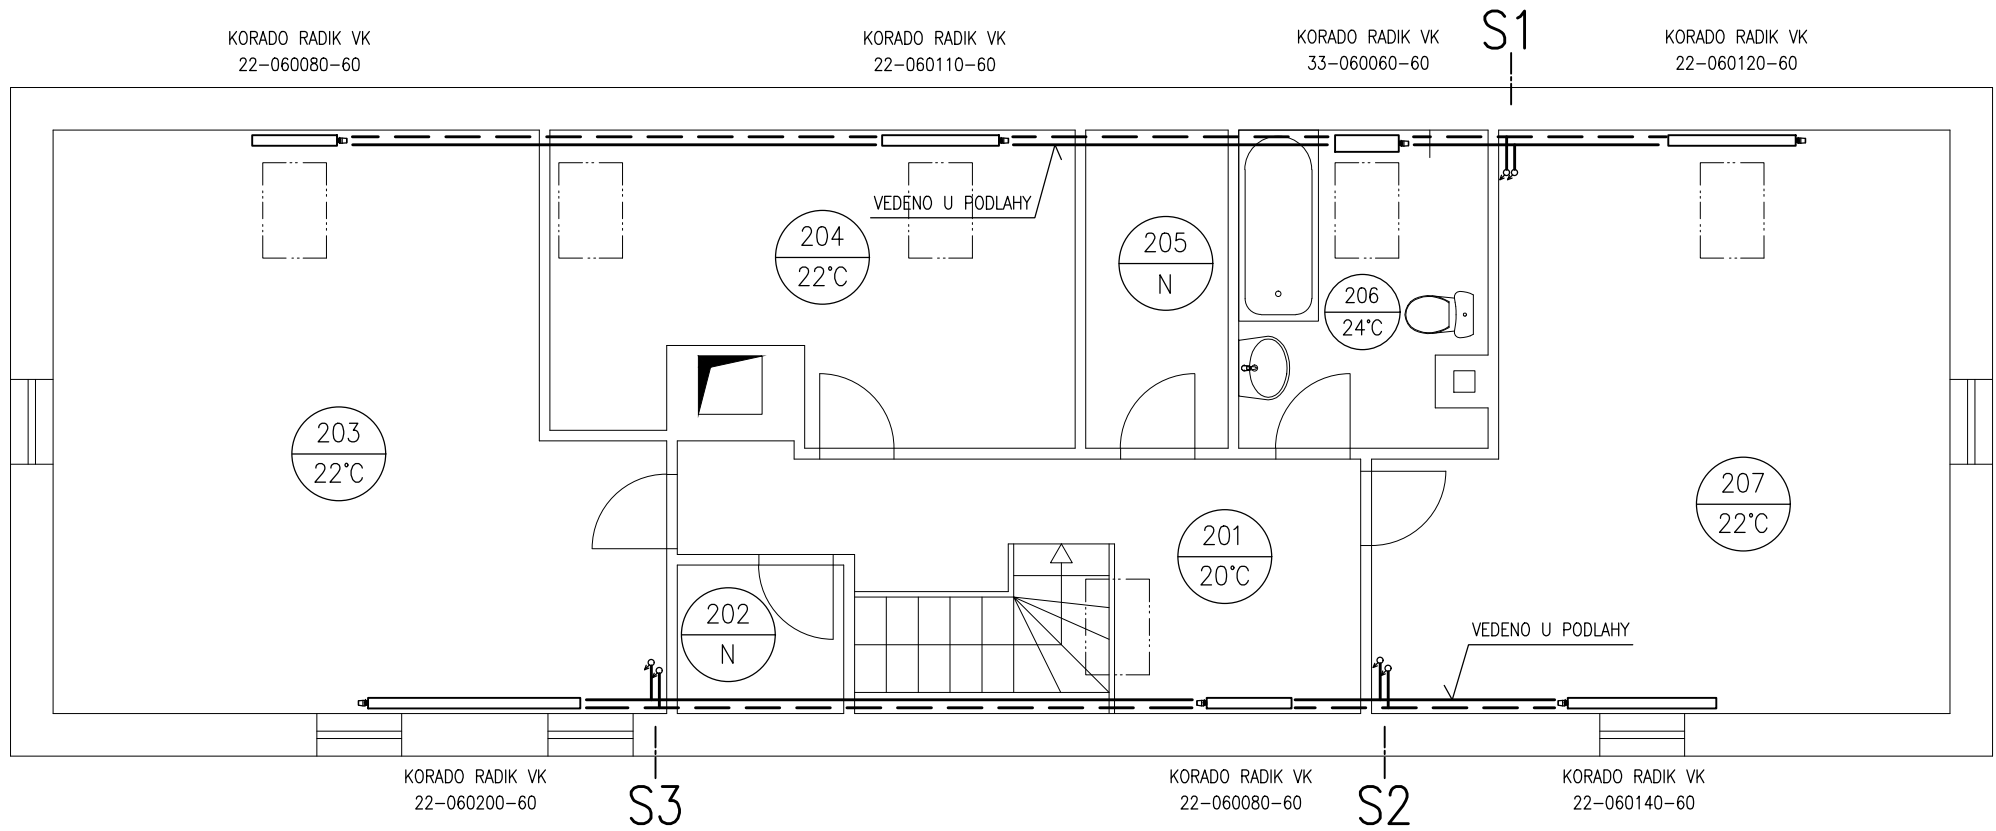 KORADO RADIK VK
22-060080-60
KORADO RADIK VK
22-060110-60
KORADO RADIK VK
33-060060-60
S1
KORADO RADIK VK
22-060120-60
VEDENO U PODLAHY
204
22°C
205
N
206
24°C
203
22°C
207
22°C
201
20°C
202
N
VEDENO U PODLAHY
KORADO RADIK VK
22-060200-60
S3
KORADO RADIK VK
22-060080-60
S2
KORADO RADIK VK
22-060140-60